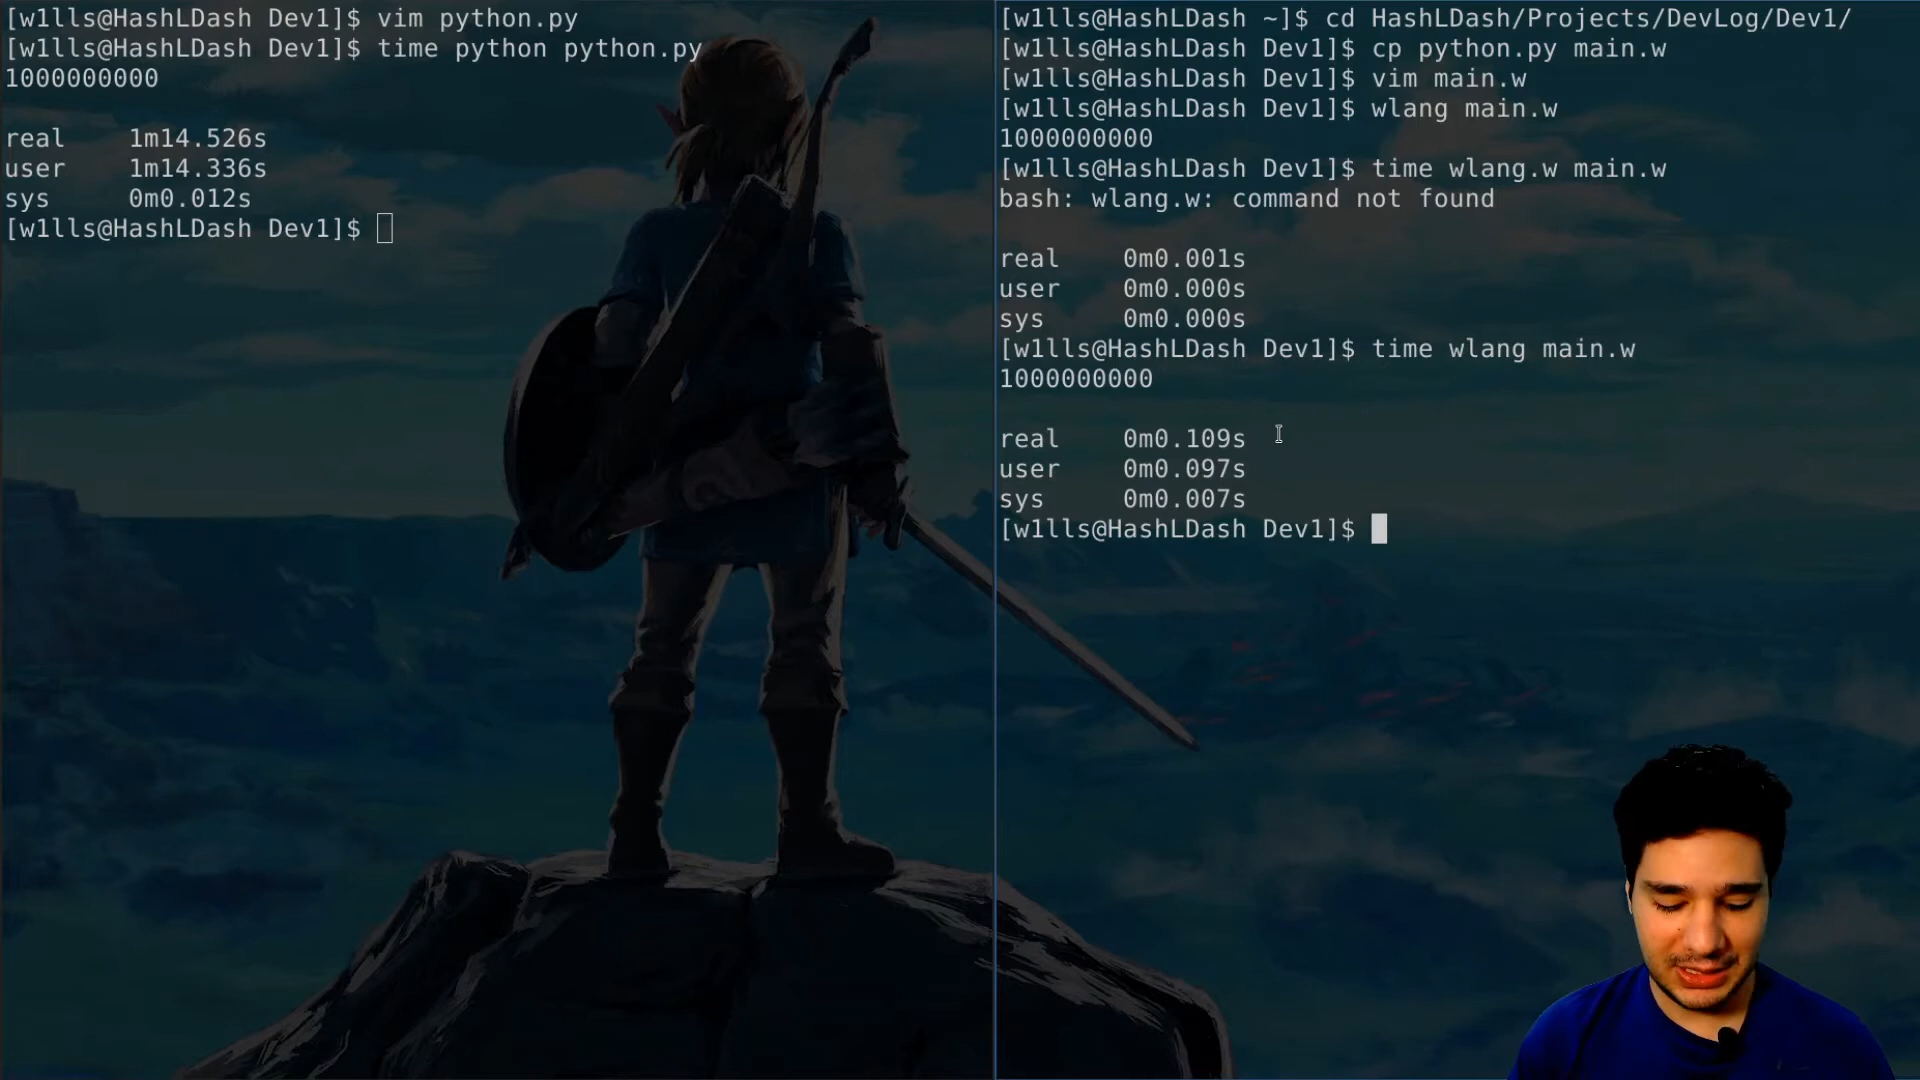 [w1lls@HashLDash Dev1]$ vim python.py
[w1lls@HashLDash Dev1]$ time python python.py
1000000000
real 1m14.526s
user 1m14.336s
sys 0m0.012s
[w1lls@HashLDash Dev1]$
[w1lls@HashLDash ~]$ cd HashLDash/Projects/DevLog/Dev1/
[w1lls@HashLDash Dev1]$ cp python.py main.w
[w1lls@HashLDash Dev1]$ vim main.w
[w1lls@HashLDash Dev1]$ wlang main.w
1000000000
[w1lls@HashLDash Dev1]$ time wlang.w main.w
bash: wlang.w: command not found
real 0m0.001s
user 0m0.000s
sys 0m0.000s
[w1lls@HashLDash Dev1]$ time wlang main.w
1000000000
real 0m0.109s
user 0m0.097s
sys 0m0.007s
[w1lls@HashLDash Dev1]$